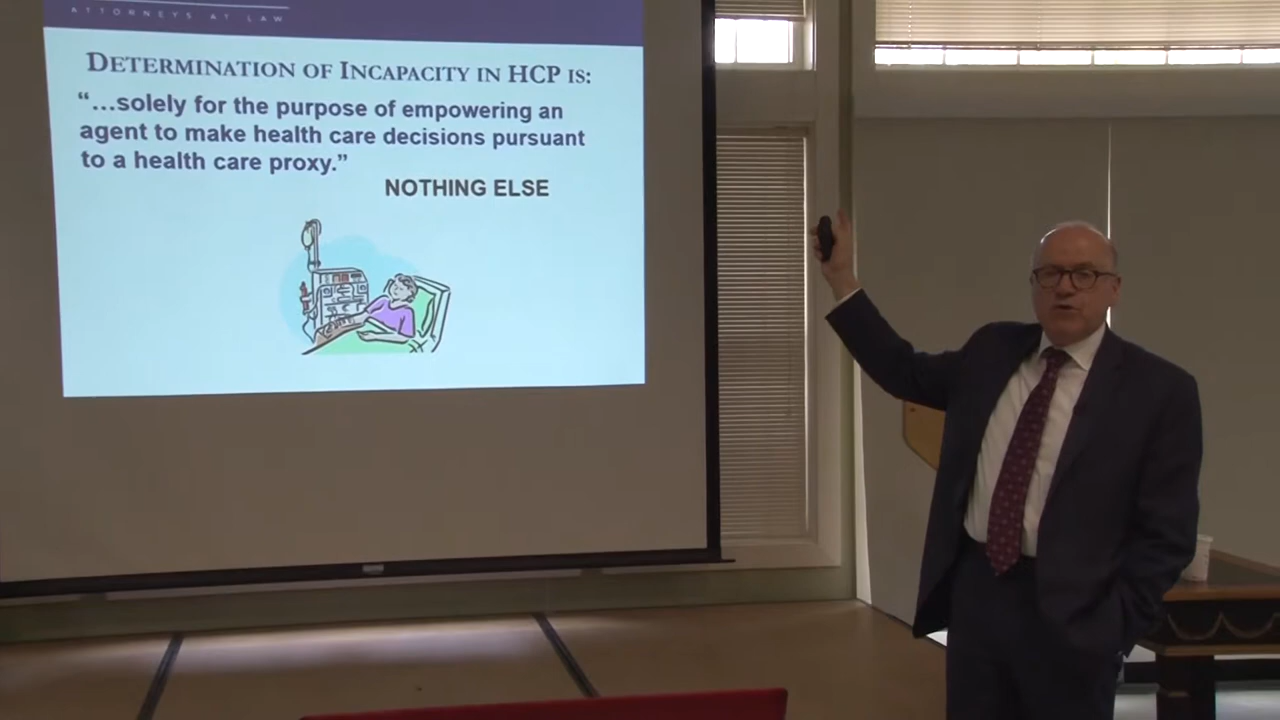 ATTORNEYS AT LAW
DETERMINATION OF INCAPACITY IN HCP IS:
“…solely for the purpose of empowering an
agent to make health care decisions pursuant
to a health care proxy.”
NOTHING ELSE